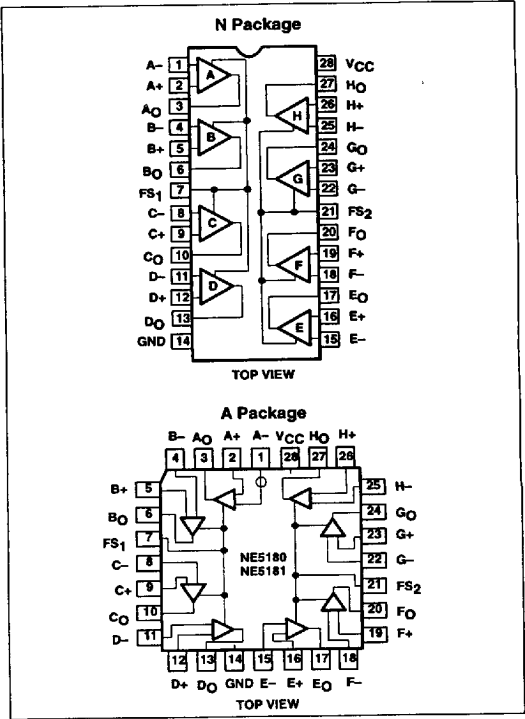 N Package
A- 1
A+ 2
AO 3
B- 4
B+ 5
BO 6
FS1 7
C- 8
C+ 9
CO 10
D- 11
D+ 12
DO 13
GND 14
A
B
C
D
28 VCC
27 HO
26 H+
25 H-
24 GO
23 G+
22 G-
21 FS2
20 FO
19 F+
18 F-
17 EO
16 E+
15 E-
H
G
F
E
TOP VIEW
A Package
B- AO A+ A- VCC HO H+
4 3 2 1 28 27 26
B+ 5
BO 6
FS1 7
C- 8
C+ 9
CO 10
D- 11
NE5180
NE5181
25 H-
24 GO
23 G+
22 G-
21 FS2
20 FO
19 F+
12 13 14 15 16 17 18
D+ DO GND E- E+ EO F-
TOP VIEW